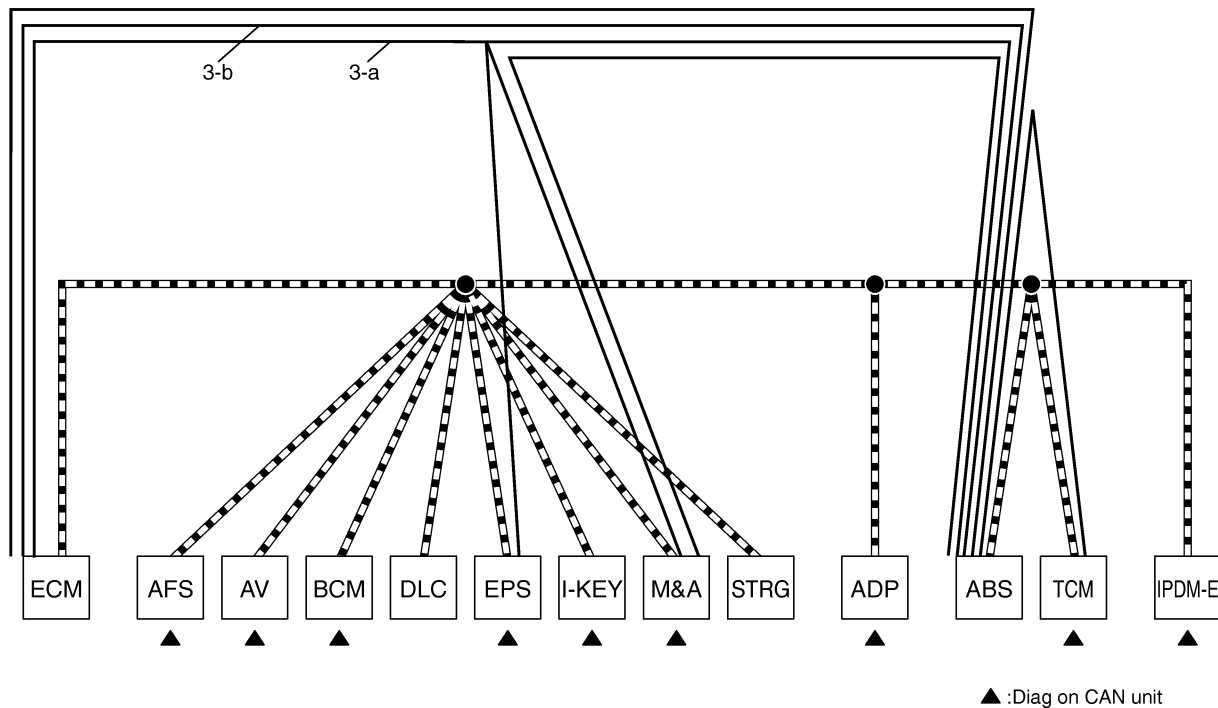 3-b 3-a
ECM AFS AV BCM DLC EPS I-KEY M&A STRG ADP ABS TCM IPDM-E
:Diag on CAN unit